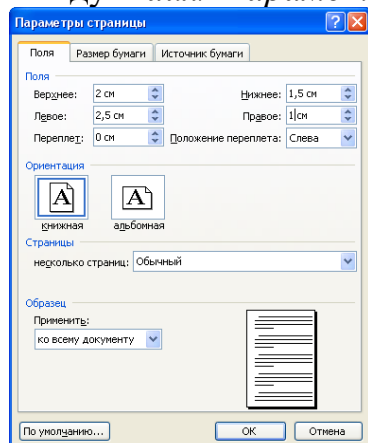 Параметры страницы
Поля Размер бумаги Источник бумаги
Поля
Верхнее: 2 см Нижнее: 1,5 см
Левое: 2,5 см Правое: 1 см
Переплет: 0 см Положение переплета: Слева
Ориентация
A A
книжная альбомная
Страницы
несколько страниц: Обычный
Образец
Применить:
ко всему документу
По умолчанию... ОК Отмена